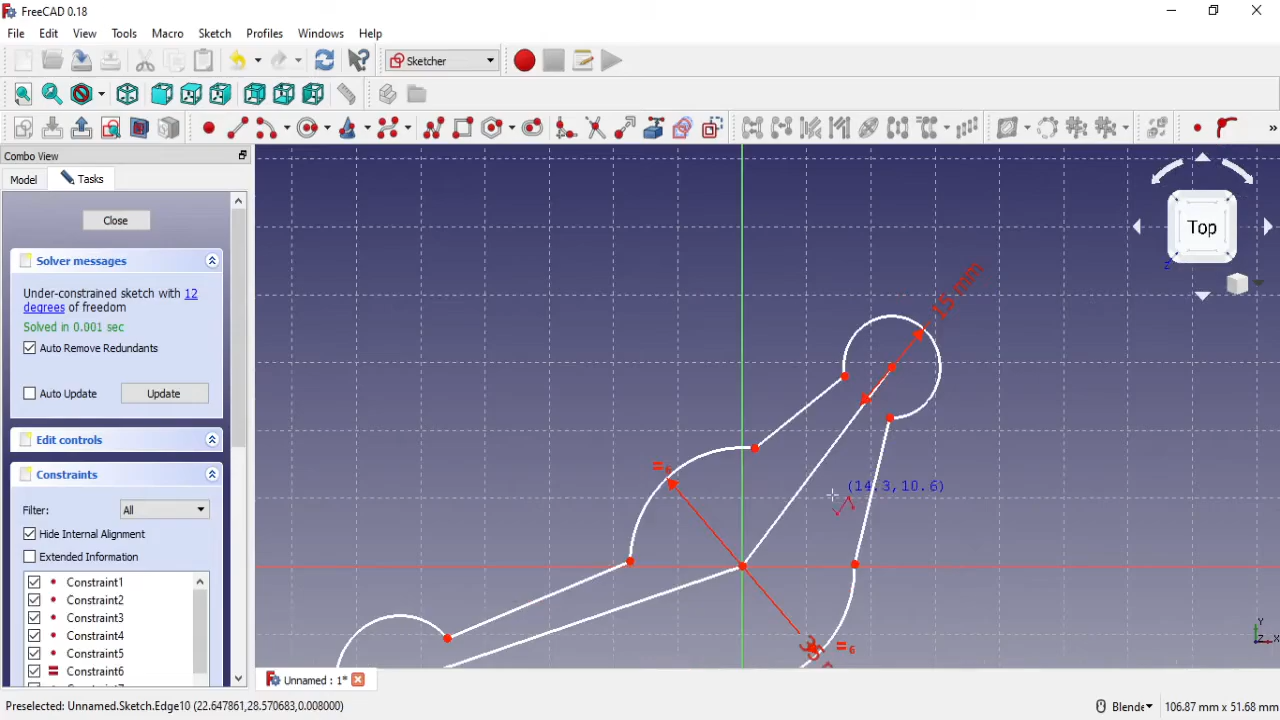 FreeCAD 0.18
File Edit View Tools Macro Sketch Profiles Windows Help
Sketcher
»
Combo View
Model Tasks
Close
Solver messages
Under-constrained sketch with 12
degrees of freedom
Solved in 0.001 sec
Auto Remove Redundants
Auto Update Update
Edit controls
Constraints
Filter: All
Hide Internal Alignment
Extended Information
Constraint1
Constraint2
Constraint3
Constraint4
Constraint5
Constraint6
Top
Z
15 mm
=6
(14.3,10.6)
=6
Y
Z X
Unnamed : 1*
Preselected: Unnamed.Sketch.Edge10 (22.647861,28.570683,0.008000)
Blende
106.87 mm x 51.68 mm